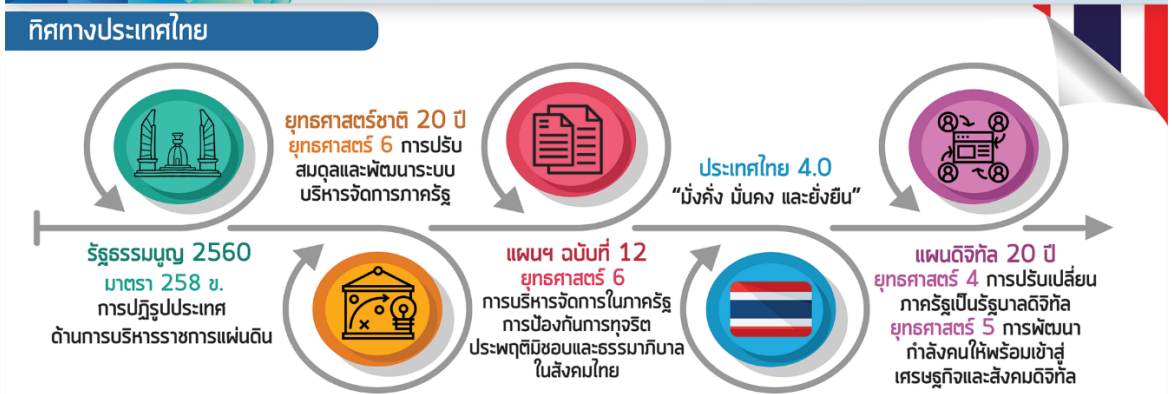 ทิศทางประเทศไทย
รัฐธรรมนูญ 2560
มาตรา 258 ข.
การปฏิรูปประเทศ
ด้านการบริหารราชการแผ่นดิน
ยุทธศาสตร์ชาติ 20 ปี
ยุทธศาสตร์ 6 การปรับ
สมดุลและพัฒนาระบบ
บริหารจัดการภาครัฐ
แผนฯ ฉบับที่ 12
ยุทธศาสตร์ 6
การบริหารจัดการในภาครัฐ
การป้องกันการทุจริต
ประพฤติมิชอบและธรรมาภิบาล
ในสังคมไทย
ประเทศไทย 4.0
“มั่งคั่ง มั่นคง และยั่งยืน”
แผนดิจิทัล 20 ปี
ยุทธศาสตร์ 4 การปรับเปลี่ยน
ภาครัฐเป็นรัฐบาลดิจิทัล
ยุทธศาสตร์ 5 การพัฒนา
กำลังคนให้พร้อมเข้าสู่
เศรษฐกิจและสังคมดิจิทัล